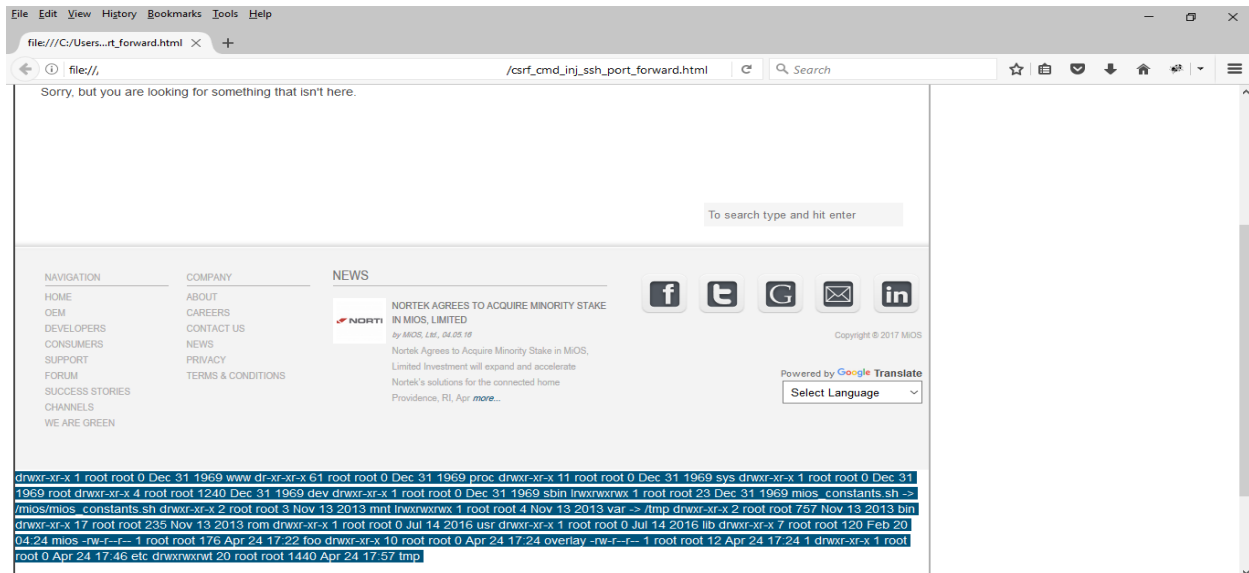 File Edit View History Bookmarks Tools Help
file:///C:/Users...rt_forward.html
file://, /csrf_cmd_inj_ssh_port_forward.html Search
Sorry, but you are looking for something that isn't here.
To search type and hit enter
NAVIGATION
HOME
OEM
DEVELOPERS
CONSUMERS
SUPPORT
FORUM
SUCCESS STORIES
CHANNELS
WE ARE GREEN
COMPANY
ABOUT
CAREERS
CONTACT US
NEWS
PRIVACY
TERMS & CONDITIONS
NEWS
NORTI
NORTEK AGREES TO ACQUIRE MINORITY STAKE
IN MIOS, LIMITED
by MiOS, Ltd., 04.05.16
Nortek Agrees to Acquire Minority Stake in MiOS,
Limited Investment will expand and accelerate
Nortek's solutions for the connected home
Providence, RI, Apr more...
f t G in
Copyright © 2017 MiOS
Powered by Google Translate
Select Language
drwxr-xr-x 1 root root 0 Dec 31 1969 www dr-xr-xr-x 61 root root 0 Dec 31 1969 proc drwxr-xr-x 11 root root 0 Dec 31 1969 sys drwxr-xr-x 1 root root 0 Dec 31
1969 root drwxr-xr-x 4 root root 1240 Dec 31 1969 dev drwxr-xr-x 1 root root 0 Dec 31 1969 sbin lrwxrwxrwx 1 root root 23 Dec 31 1969 mios_constants.sh ->
/mios/mios_constants.sh drwxr-xr-x 2 root root 3 Nov 13 2013 mnt lrwxrwxrwx 1 root root 4 Nov 13 2013 var -> /tmp drwxr-xr-x 2 root root 757 Nov 13 2013 bin
drwxr-xr-x 17 root root 235 Nov 13 2013 rom drwxr-xr-x 1 root root 0 Jul 14 2016 usr drwxr-xr-x 1 root root 0 Jul 14 2016 lib drwxr-xr-x 7 root root 120 Feb 20
04:24 mios -rw-r--r-- 1 root root 176 Apr 24 17:22 foo drwxr-xr-x 10 root root 0 Apr 24 17:24 overlay -rw-r--r-- 1 root root 12 Apr 24 17:24 1 drwxr-xr-x 1 root
root 0 Apr 24 17:46 etc drwxrwxrwt 20 root root 1440 Apr 24 17:57 tmp